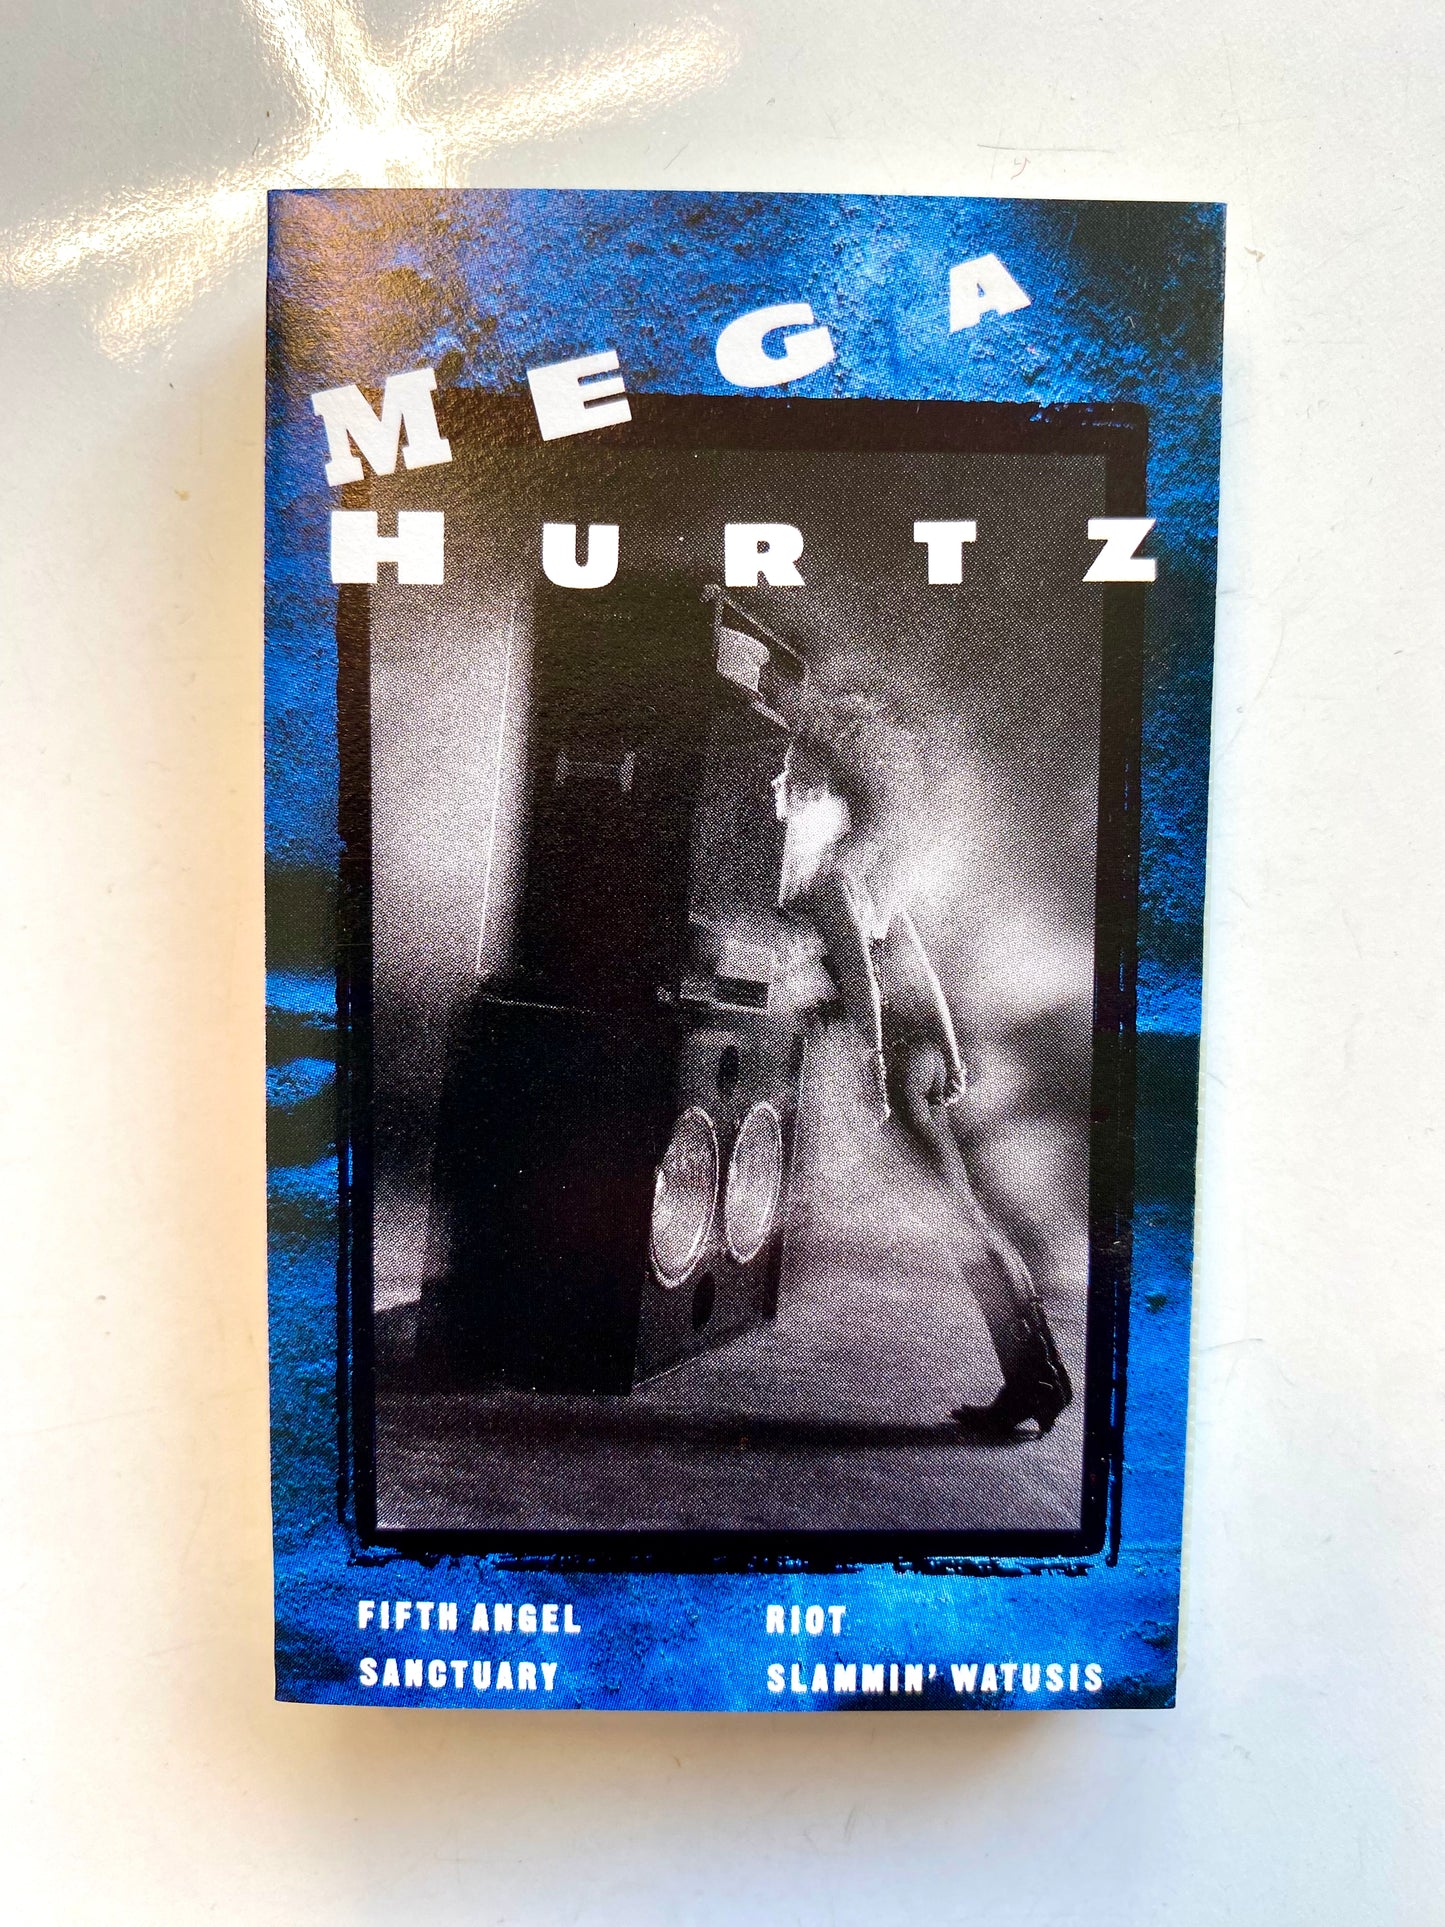 MEGA
HURTZ
FIFTH ANGEL
SANCTUARY
RIOT
SLAMMIN' WATUSIS